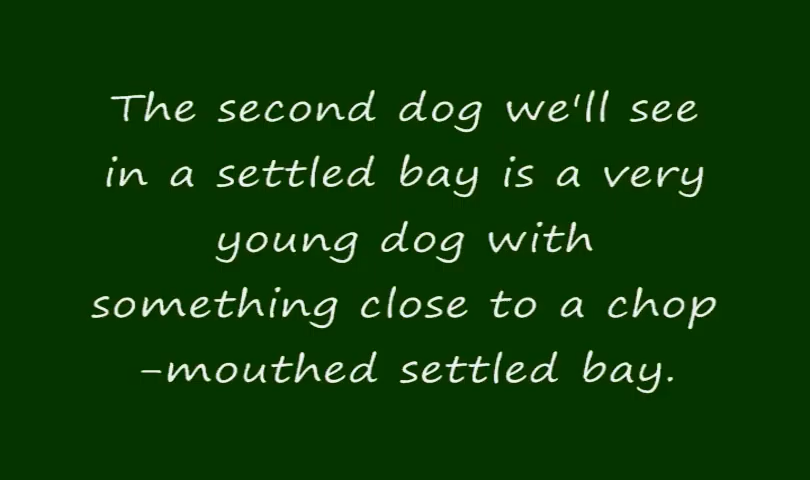 The second dog we'll see
in a settled bay is a very
young dog with
something close to a chop
-mouthed settled bay.